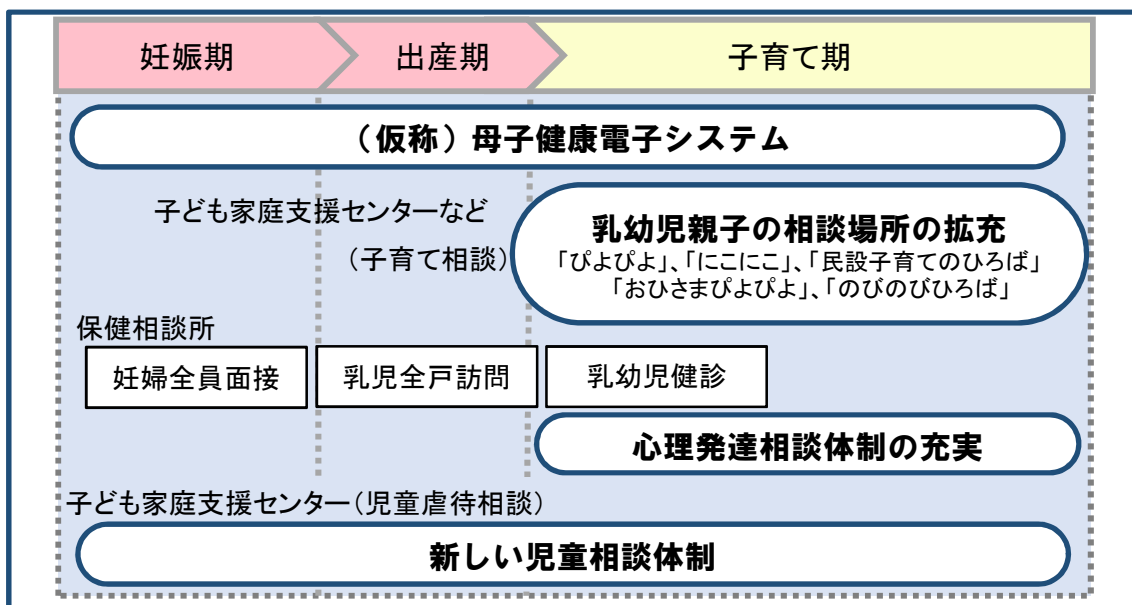 妊娠期
出産期
子育て期
（仮称）母子健康電子システム
子ども家庭支援センターなど
（子育て相談）
乳幼児親子の相談場所の拡充
「ぴよぴよ」、「にこにこ」、「民設子育てのひろば」
「おひさまぴよぴよ」、「のびのびひろば」
保健相談所
妊婦全員面接
乳児全戸訪問
乳幼児健診
心理発達相談体制の充実
子ども家庭支援センター（児童虐待相談）
新しい児童相談体制